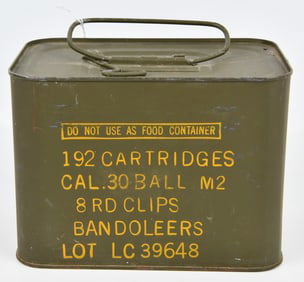 DO NOT USE AS FOOD CONTAINER
192 CARTRIDGES
CAL.30 BALL M2
8 RD CLIPS
BANDOLEERS
LOT LC 39648